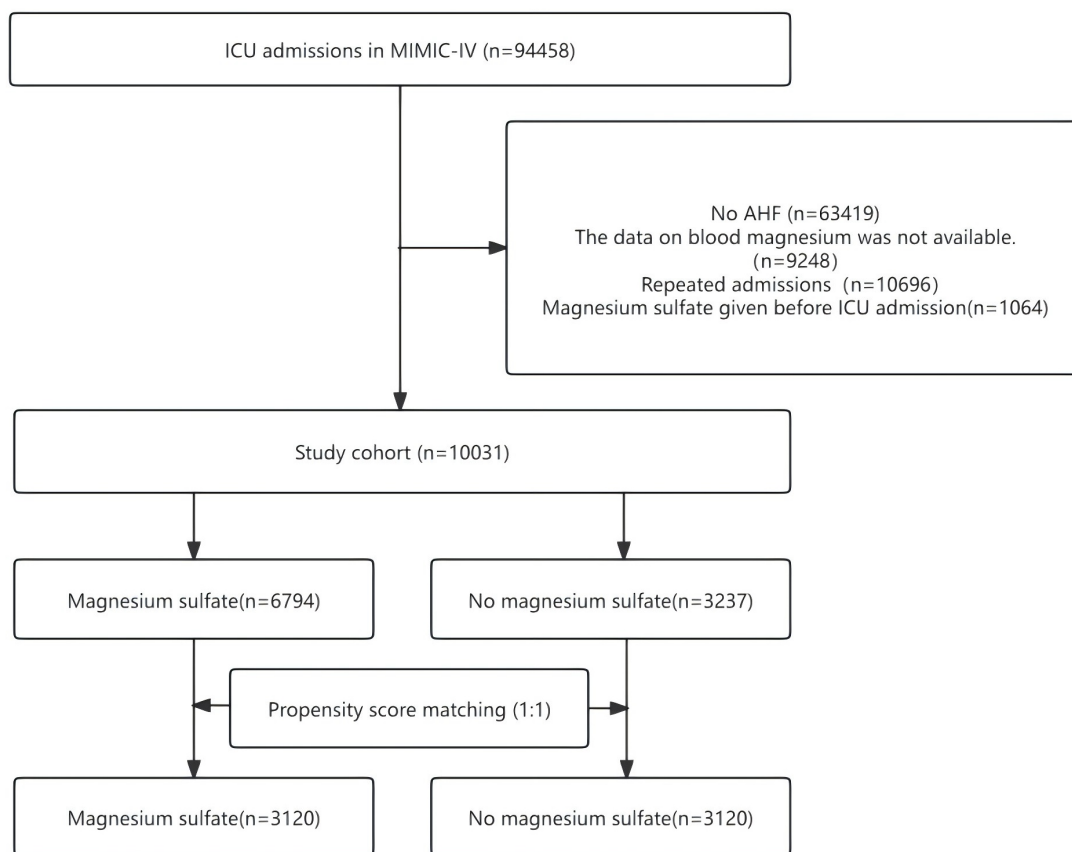 ICU admissions in MIMIC-IV (n=94458)
No AHF (n=63419)
The data on blood magnesium was not available.
（n=9248)
Repeated admissions（n=10696)
Magnesium sulfate given before ICU admission(n=1064)
Study cohort (n=10031)
Magnesium sulfate(n=6794)
No magnesium sulfate(n=3237)
Propensity score matching (1:1)
Magnesium sulfate(n=3120)
No magnesium sulfate(n=3120)